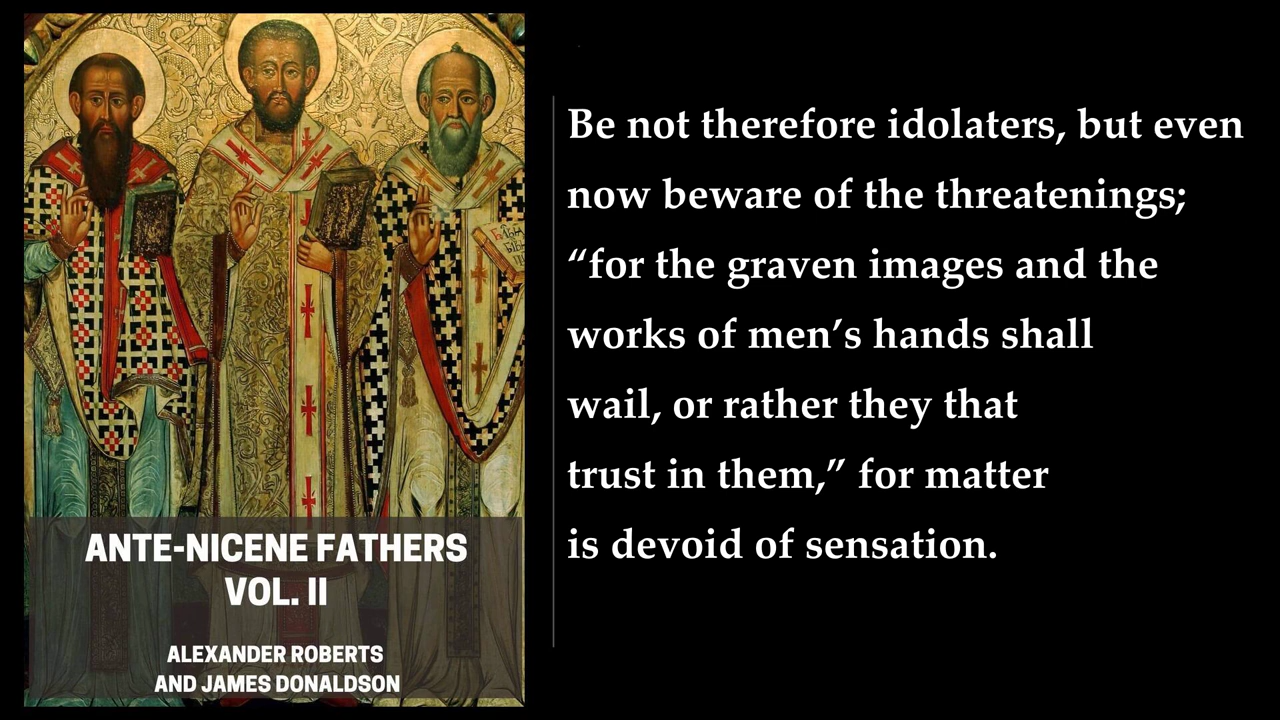 ANTE-NICENE FATHERS
VOL. II
ALEXANDER ROBERTS
AND JAMES DONALDSON
Be not therefore idolaters, but even
now beware of the threatenings;
“for the graven images and the
works of men’s hands shall
wail, or rather they that
trust in them,” for matter
is devoid of sensation.